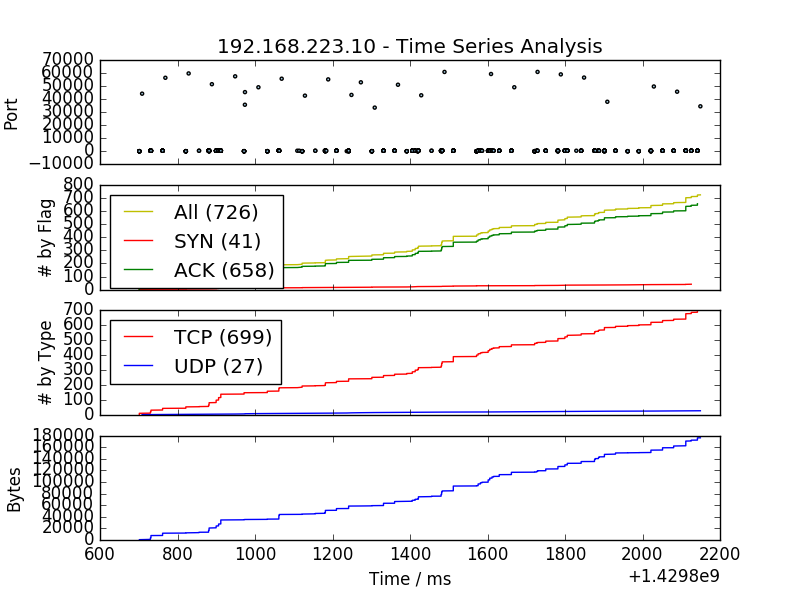 192.168.223.10 - Time Series Analysis
70000
60000
50000
40000
30000
20000
10000
0
−10000
Port
800
700
600
500
400
300
200
100
0
# by Flag
All (726)
SYN (41)
ACK (658)
700
600
500
400
300
200
100
0
# by Type
TCP (699)
UDP (27)
180000
160000
140000
120000
100000
80000
60000
40000
20000
0
Bytes
600 800 1000 1200 1400 1600 1800 2000 2200
Time / ms
+1.4298e9